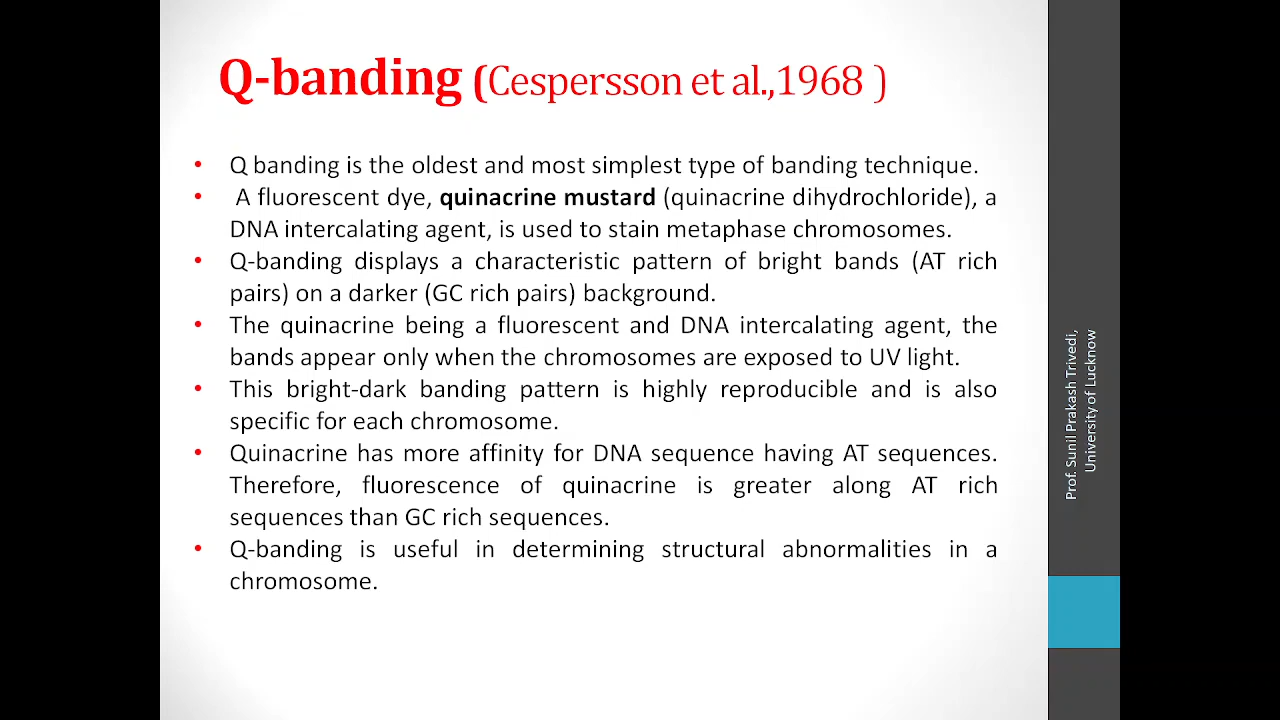 Q-banding (Cespersson et al.,1968 )
• Q banding is the oldest and most simplest type of banding technique.
• A fluorescent dye, quinacrine mustard (quinacrine dihydrochloride), a
DNA intercalating agent, is used to stain metaphase chromosomes.
• Q-banding displays a characteristic pattern of bright bands (AT rich
pairs) on a darker (GC rich pairs) background.
• The quinacrine being a fluorescent and DNA intercalating agent, the
bands appear only when the chromosomes are exposed to UV light.
• This bright-dark banding pattern is highly reproducible and is also
specific for each chromosome.
• Quinacrine has more affinity for DNA sequence having AT sequences.
Therefore, fluorescence of quinacrine is greater along AT rich
sequences than GC rich sequences.
• Q-banding is useful in determining structural abnormalities in a
chromosome.
Prof. Sunil Prakash Trivedi,
University of Lucknow